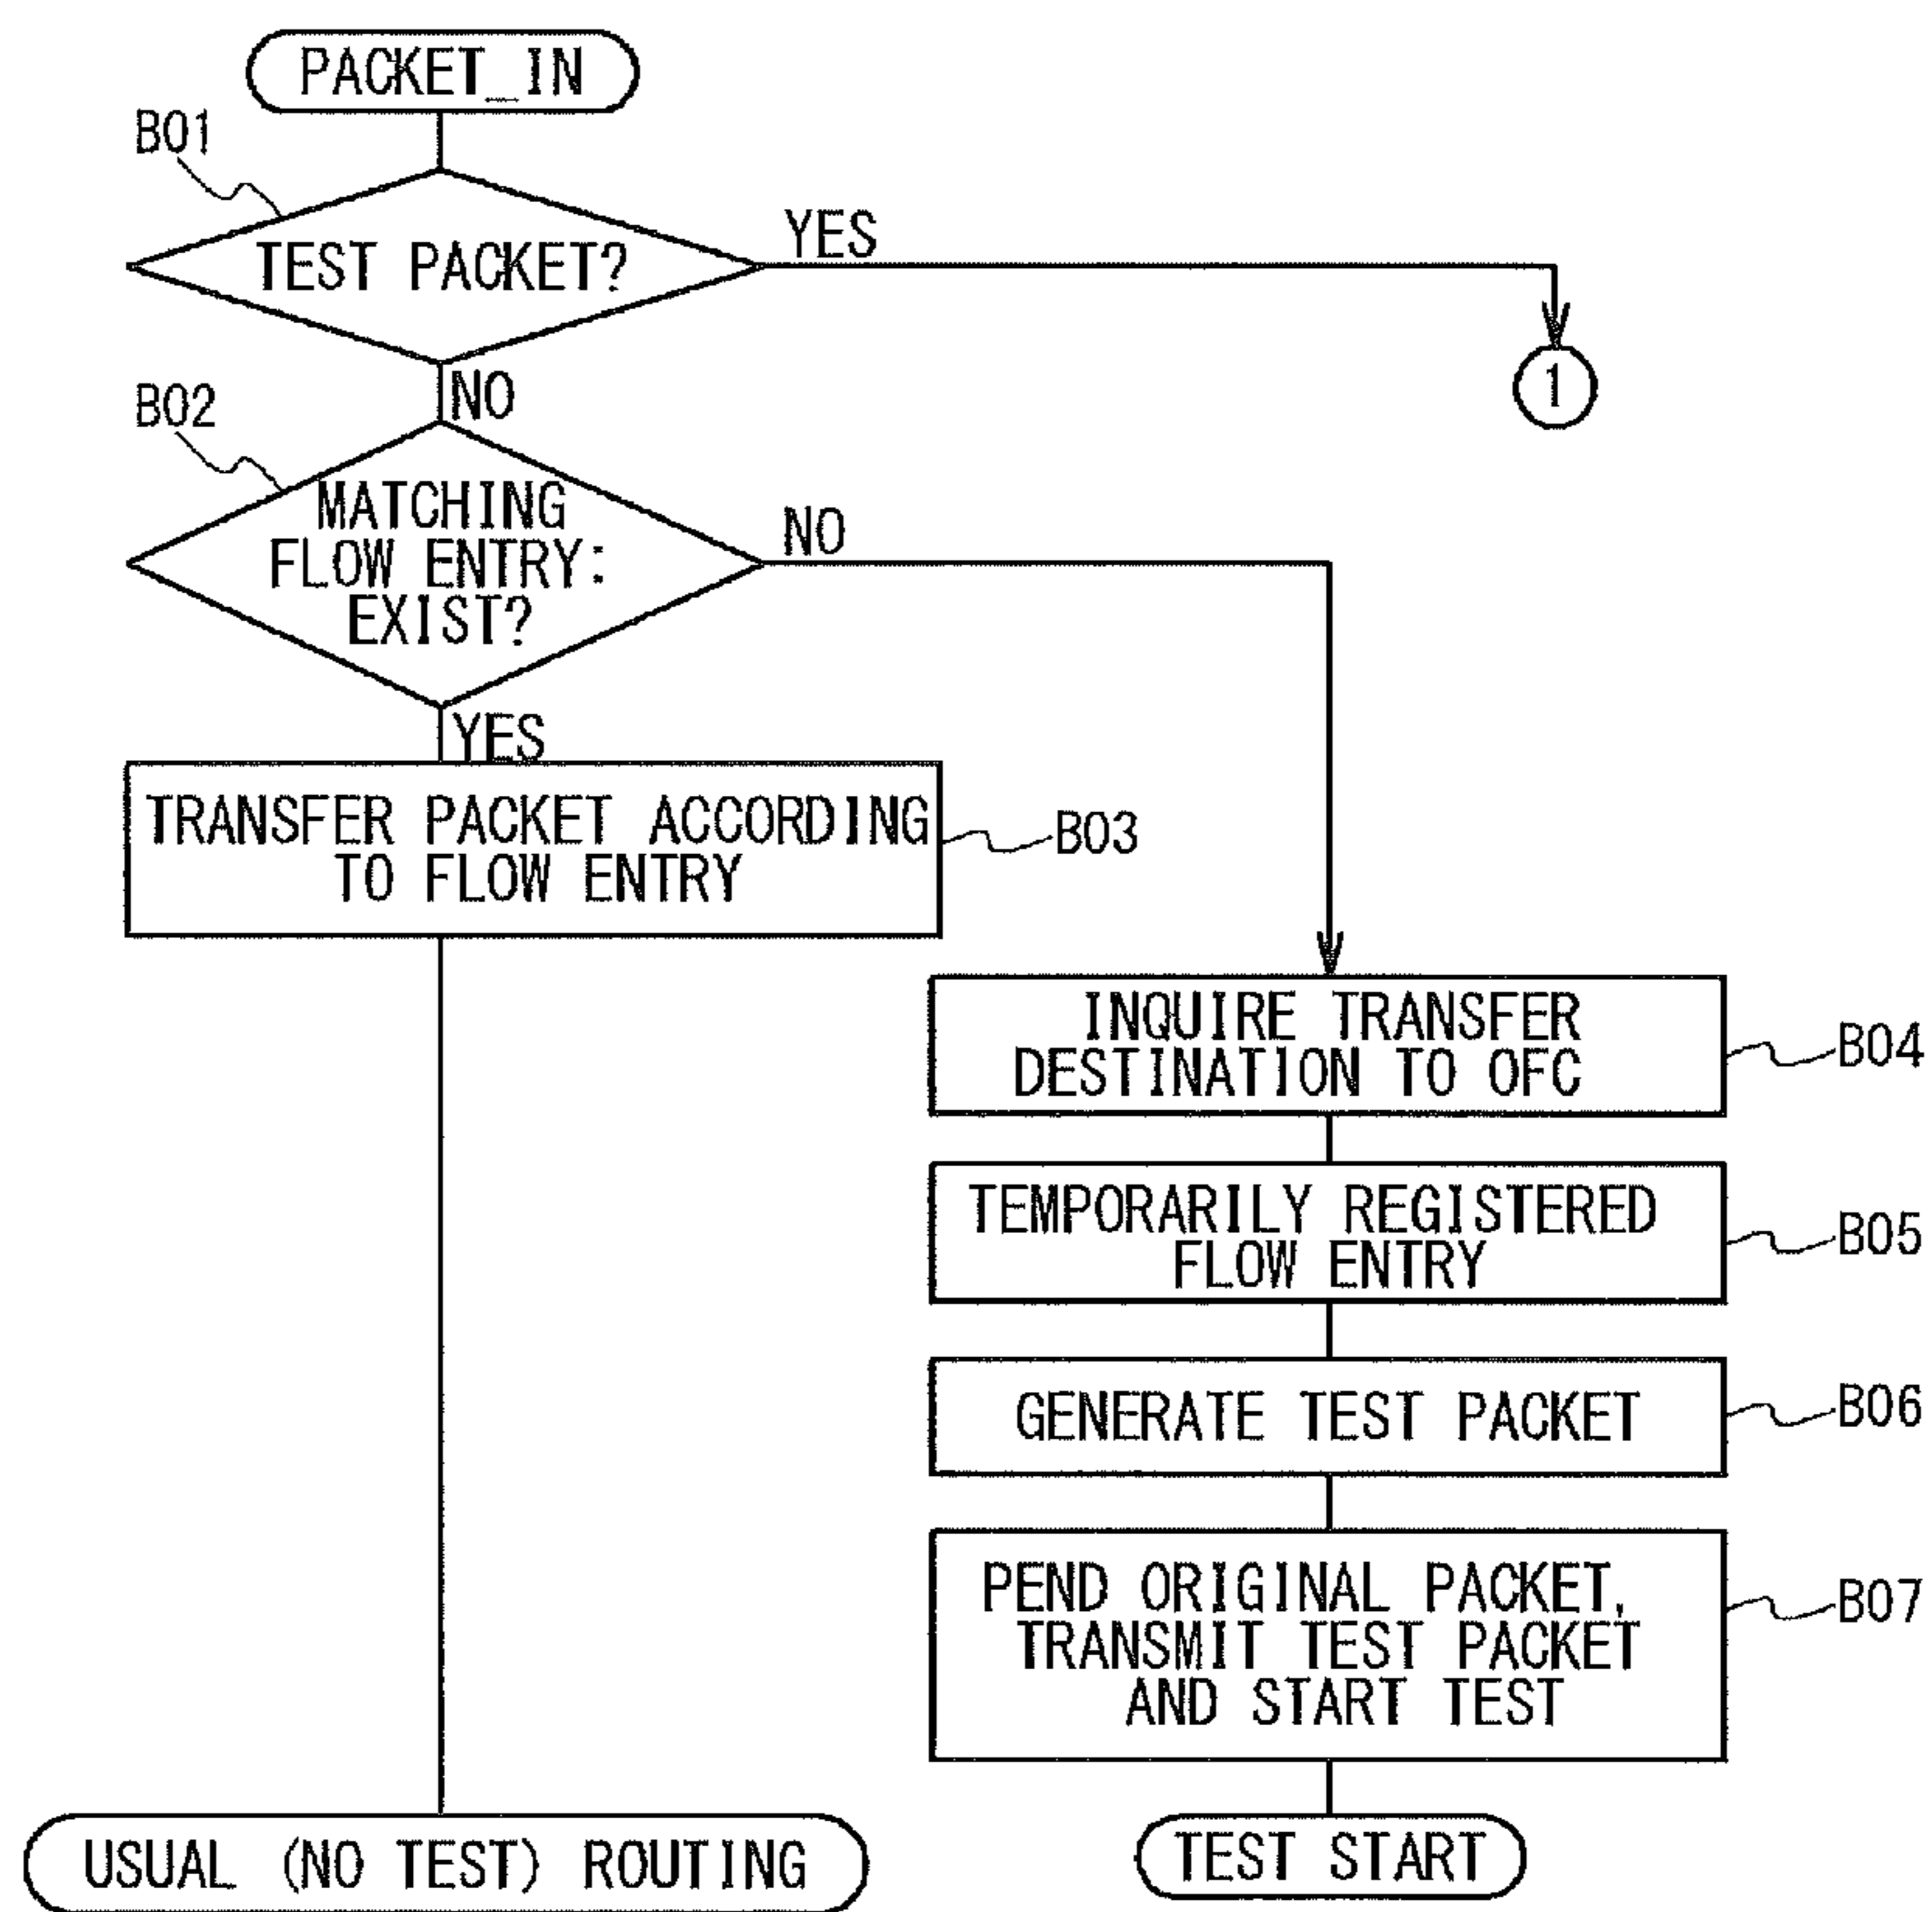 PACKET_IN
B01
TEST PACKET?
YES
1
NO
B02
MATCHING
FLOW ENTRY:
EXIST?
NO
YES
TRANSFER PACKET ACCORDING
TO FLOW ENTRY
B03
INQUIRE TRANSFER
DESTINATION TO OFC
B04
TEMPORARILY REGISTERED
FLOW ENTRY
B05
GENERATE TEST PACKET
B06
PEND ORIGINAL PACKET,
TRANSMIT TEST PACKET
AND START TEST
B07
USUAL (NO TEST) ROUTING
TEST START